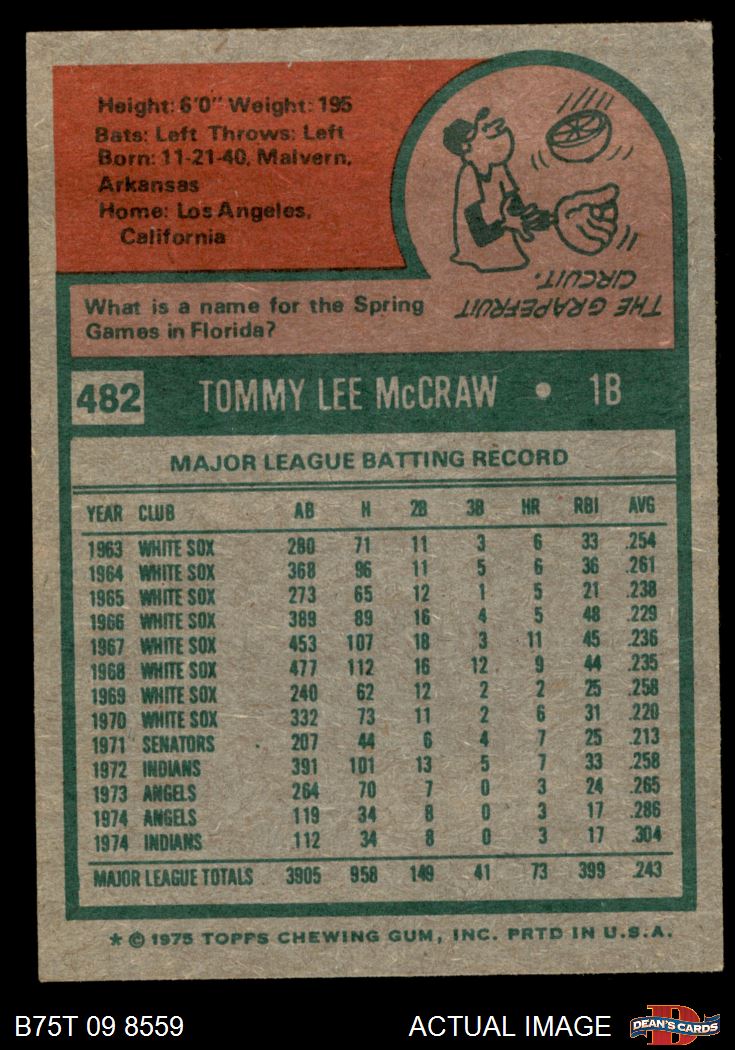 Height: 6'0" Weight: 195
Bats: Left Throws: Left
Born: 11-21-40, Malvern,
Arkansas
Home: Los Angeles,
California
THE GRAPEFRUIT
CIRCUIT.
What is a name for the Spring
Games in Florida?
482 TOMMY LEE McCRAW • 1B
MAJOR LEAGUE BATTING RECORD
YEAR CLUB AB H 2B 3B HR RBI AVG
1963 WHITE SOX 280 71 11 3 6 33 .254
1964 WHITE SOX 368 96 11 5 6 36 .261
1965 WHITE SOX 273 65 12 1 5 21 .238
1966 WHITE SOX 389 89 16 4 5 48 .229
1967 WHITE SOX 453 107 18 3 11 45 .236
1968 WHITE SOX 477 112 16 12 9 44 .235
1969 WHITE SOX 240 62 12 2 2 25 .258
1970 WHITE SOX 332 73 11 2 6 31 .220
1971 SENATORS 207 44 6 4 7 25 .213
1972 INDIANS 391 101 13 5 7 33 .258
1973 ANGELS 264 70 7 0 3 24 .265
1974 ANGELS 119 34 8 0 3 17 .286
1974 INDIANS 112 34 8 0 3 17 .304
MAJOR LEAGUE TOTALS 3905 958 149 41 73 399 .243
* © 1975 TOPPS CHEWING GUM, INC. PRTD IN U.S.A.
B75T 09 8559 ACTUAL IMAGE D DEAN'S CARDS